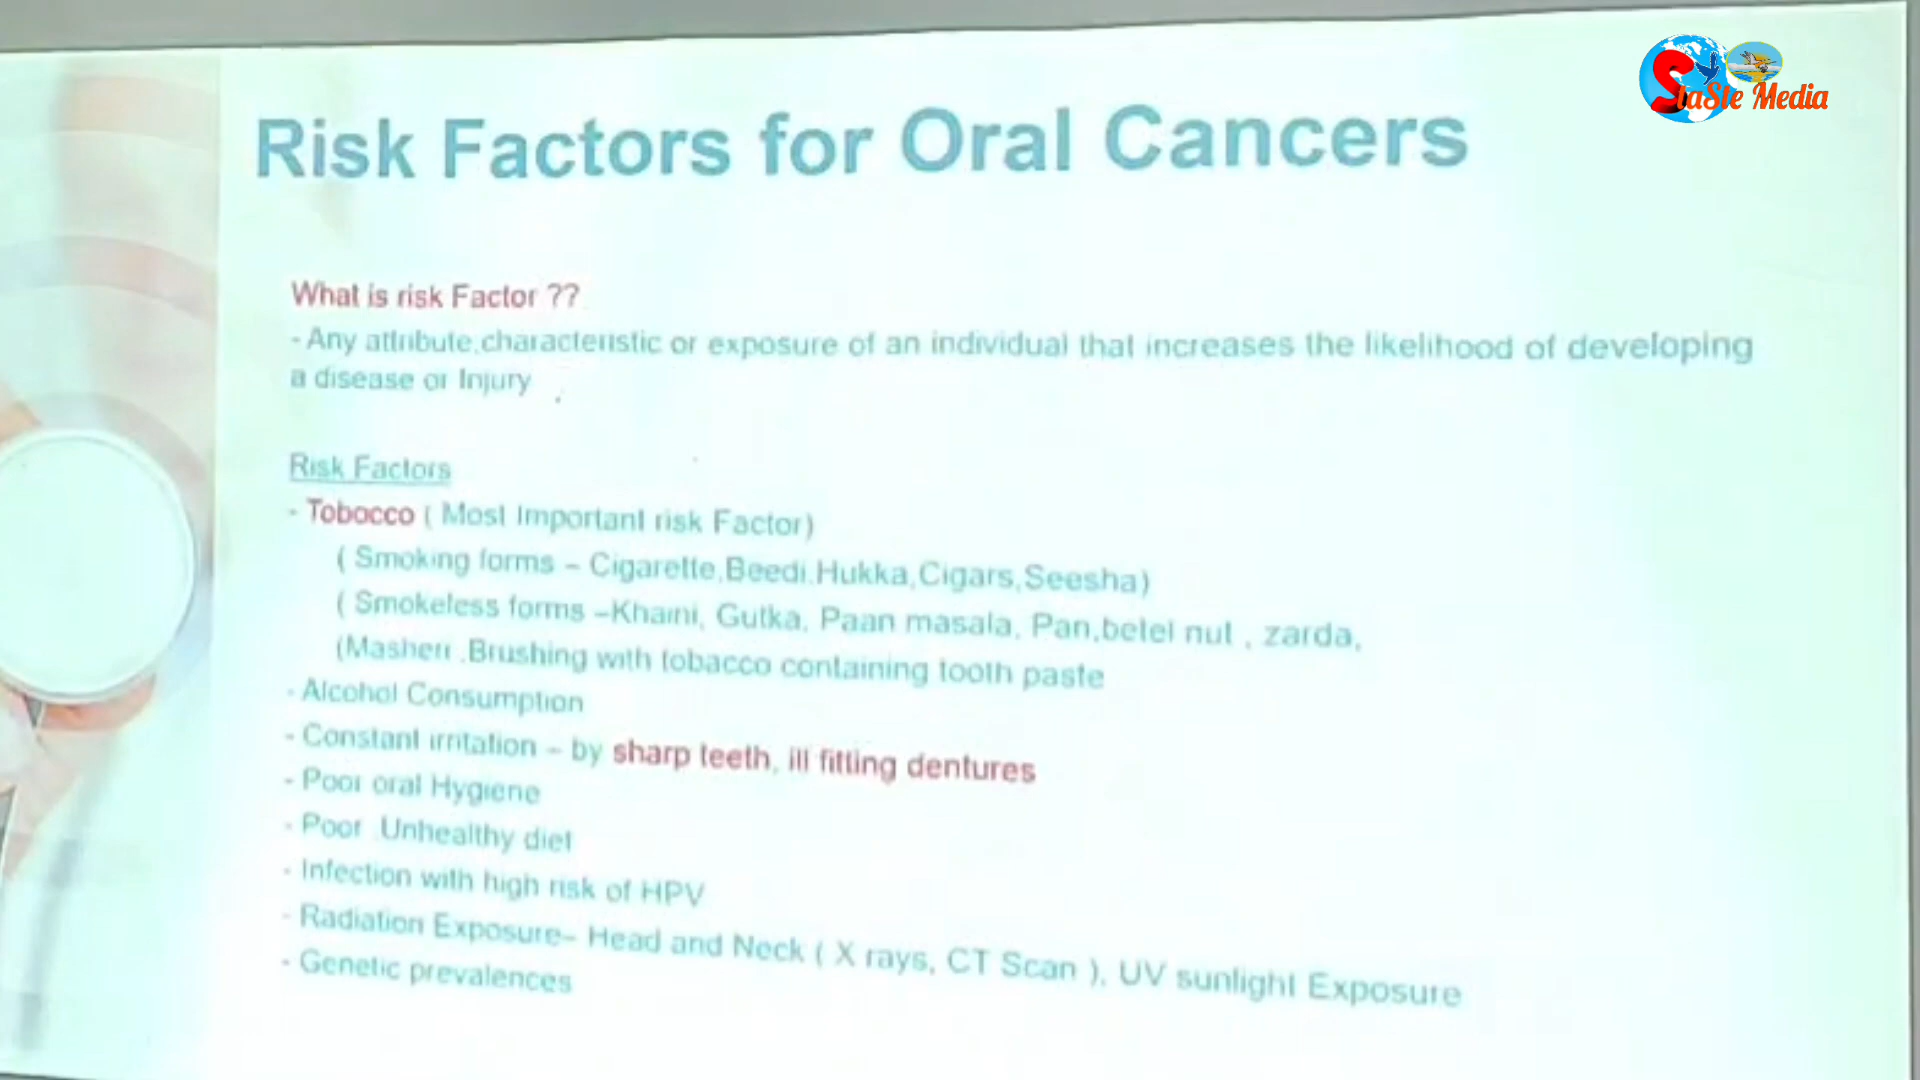 StaSte Media
Risk Factors for Oral Cancers
What is risk Factor ??
- Any attribute,characteristic or exposure of an individual that increases the likelihood of developing
a disease or Injury
Risk Factors
- Tobocco ( Most Important risk Factor)
( Smoking forms – Cigarette,Beedi,Hukka,Cigars,Seesha)
( Smokeless forms –Khaini, Gutka, Paan masala, Pan,betel nut , zarda,
(Masheri ,Brushing with tobacco containing tooth paste
- Alcohol Consumption
- Constant irritation – by sharp teeth, ill fitting dentures
- Poor oral Hygiene
- Poor ,Unhealthy diet
- Infection with high risk of HPV
- Radiation Exposure– Head and Neck ( X rays, CT Scan ), UV sunlight Exposure
- Genetic prevalences